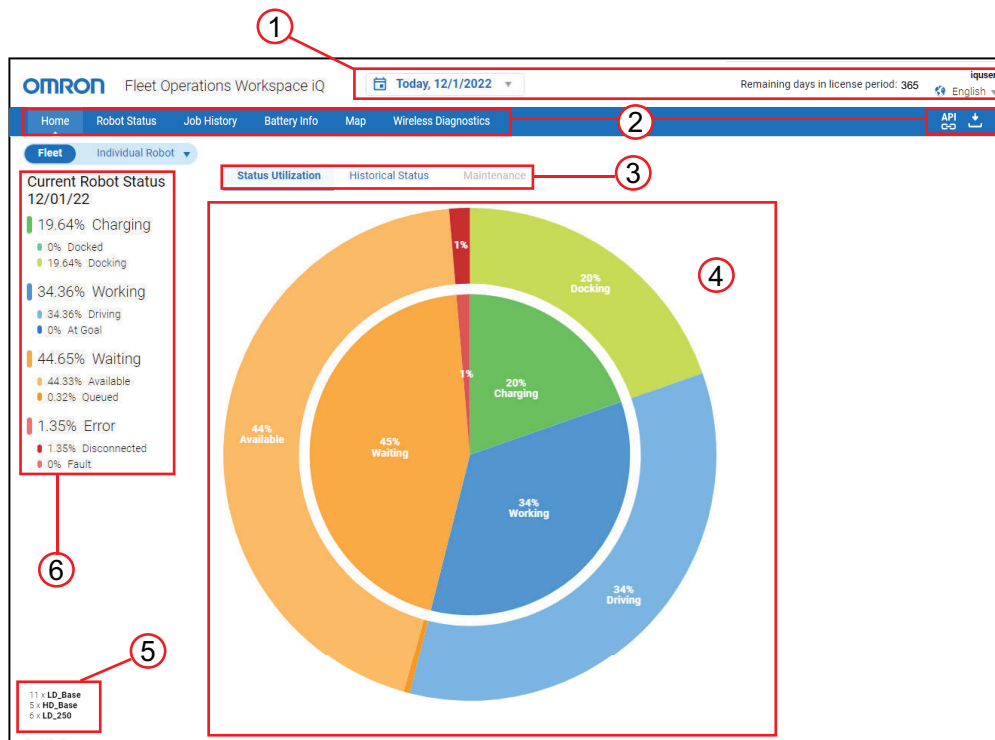 1
OMRON Fleet Operations Workspace iQ Today, 12/1/2022 Remaining days in license period: 365 iquser
English
Home Robot Status Job History Battery Info Map Wireless Diagnostics 2 API
Fleet Individual Robot
3
Status Utilization Historical Status Maintenance
Current Robot Status
12/01/22
19.64% Charging
0% Docked
19.64% Docking
34.36% Working
34.36% Driving
0% At Goal
44.65% Waiting
44.33% Available
0.32% Queued
1.35% Error
1.35% Disconnected
0% Fault
6
1%
20%
Docking
4
1%
20%
Charging
44%
Available
45%
Waiting
34%
Working
34%
Driving
5
11 x LD_Base
5 x HD_Base
6 x LD_250